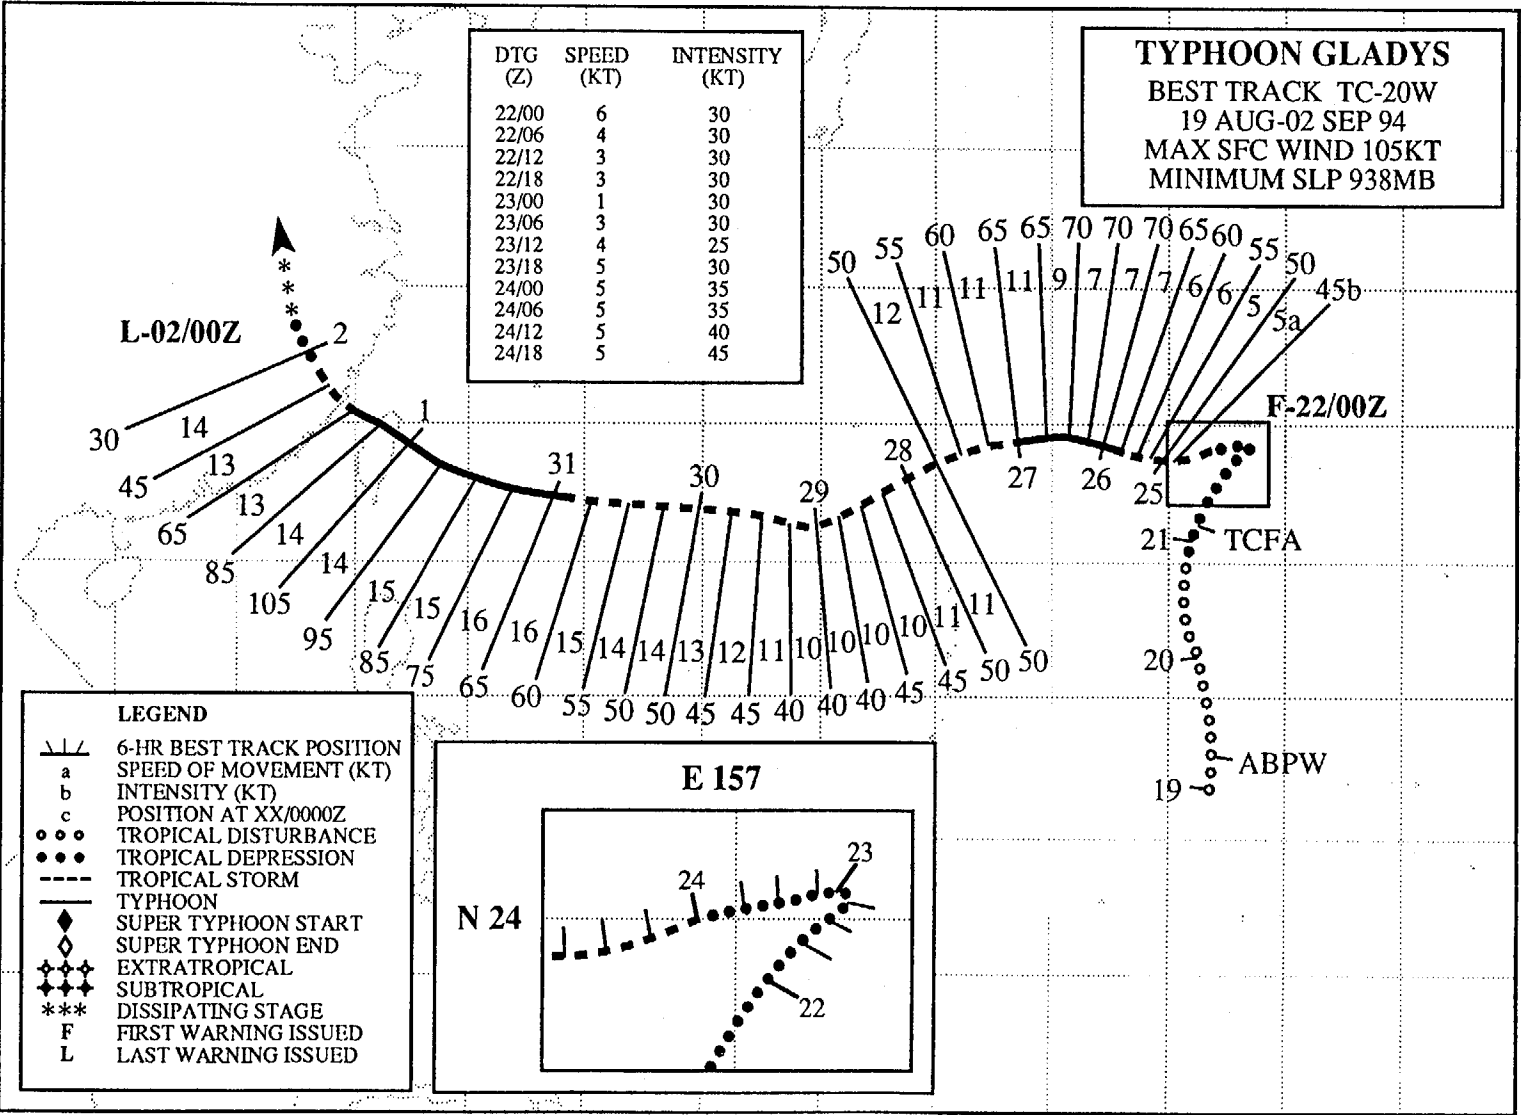 TYPHOON GLADYS
BEST TRACK TC-20W
19 AUG-02 SEP 94
MAX SFC WIND 105KT
MINIMUM SLP 938MB
DTG SPEED INTENSITY
(Z) (KT) (KT)
22/00 6 30
22/06 4 30
22/12 3 30
22/18 3 30
23/00 1 30
23/06 3 30
23/12 4 25
23/18 5 30
24/00 5 35
24/06 5 35
24/12 5 40
24/18 5 45
50 55 60 65 65 70 70 70 65 60 55 50 45b
12 11 11 11 9 7 7 7 6 6 5 5a
L-02/00Z
F-22/00Z
2
1
31
30
29
28
27
26
25
21
TCFA
20
ABPW
19
30 45 65 85 105 95 85 75 65 60 55 50 50 45 45 40 40 40 45 45 50 50
14 13 13 14 14 15 15 16 16 15 14 14 13 12 11 10 10 10 10 11 11
LEGEND
6-HR BEST TRACK POSITION
a SPEED OF MOVEMENT (KT)
b INTENSITY (KT)
c POSITION AT XX/0000Z
TROPICAL DISTURBANCE
TROPICAL DEPRESSION
TROPICAL STORM
TYPHOON
SUPER TYPHOON START
SUPER TYPHOON END
EXTRATROPICAL
SUBTROPICAL
*** DISSIPATING STAGE
F FIRST WARNING ISSUED
L LAST WARNING ISSUED
E 157
N 24
24
23
22